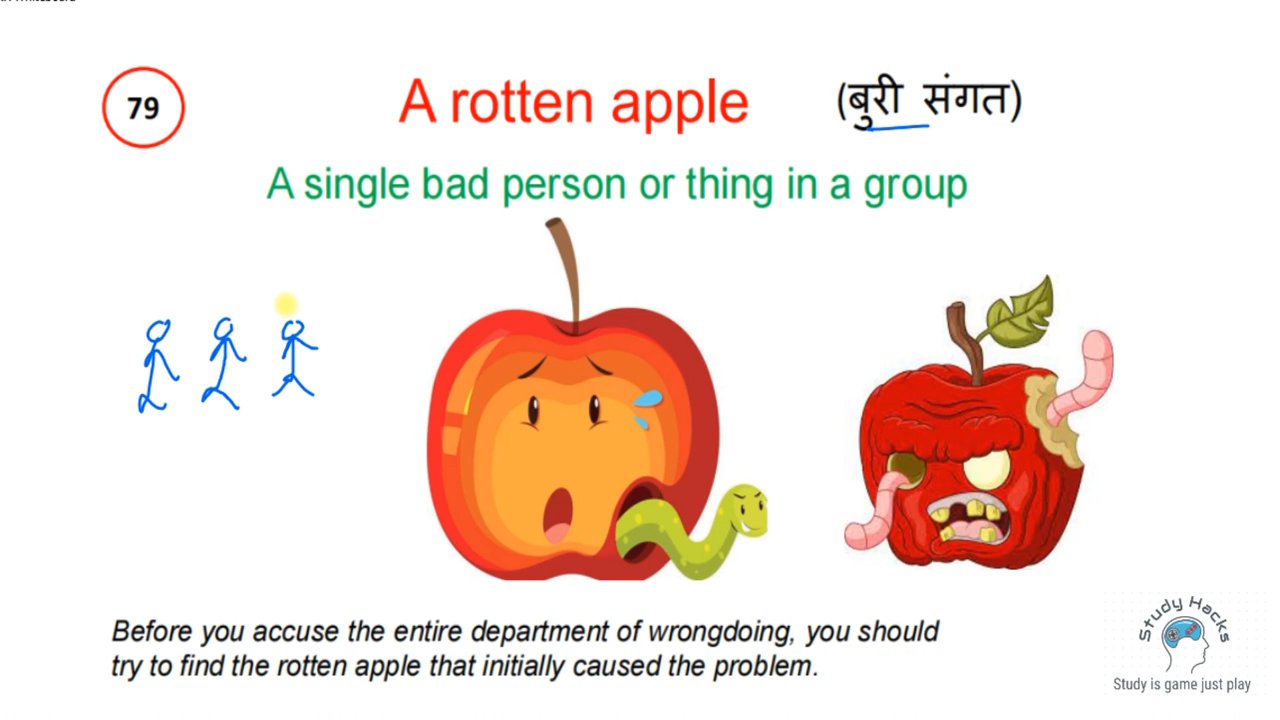 79
A rotten apple (बुरी संगत)
A single bad person or thing in a group
Before you accuse the entire department of wrongdoing, you should
try to find the rotten apple that initially caused the problem.
Study Hacks
Study is game just play